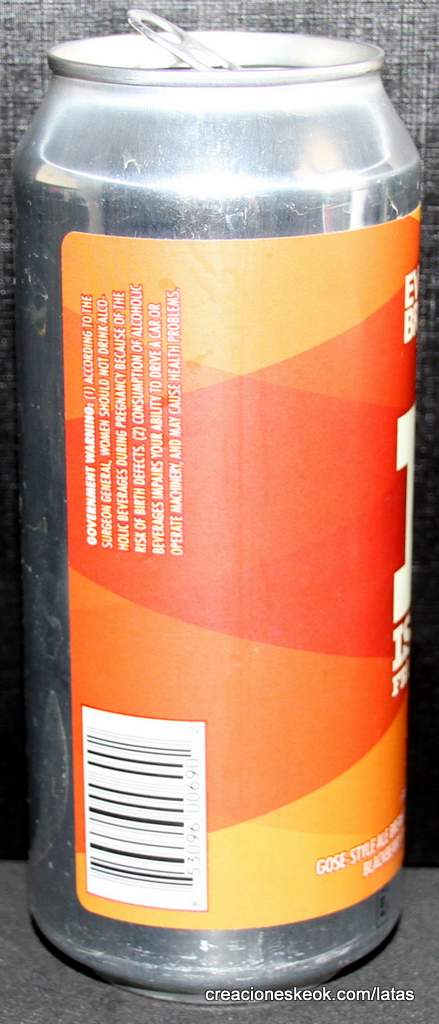 GOVERNMENT WARNING: (1) ACCORDING TO THE
SURGEON GENERAL, WOMEN SHOULD NOT DRINK ALCO-
HOLIC BEVERAGES DURING PREGNANCY BECAUSE OF THE
RISK OF BIRTH DEFECTS. (2) CONSUMPTION OF ALCOHOLIC
BEVERAGES IMPAIRS YOUR ABILITY TO DRIVE A CAR OR
OPERATE MACHINERY, AND MAY CAUSE HEALTH PROBLEMS.
53096 00690
GOSE-STYLE ALE
creacioneskeok.com/latas